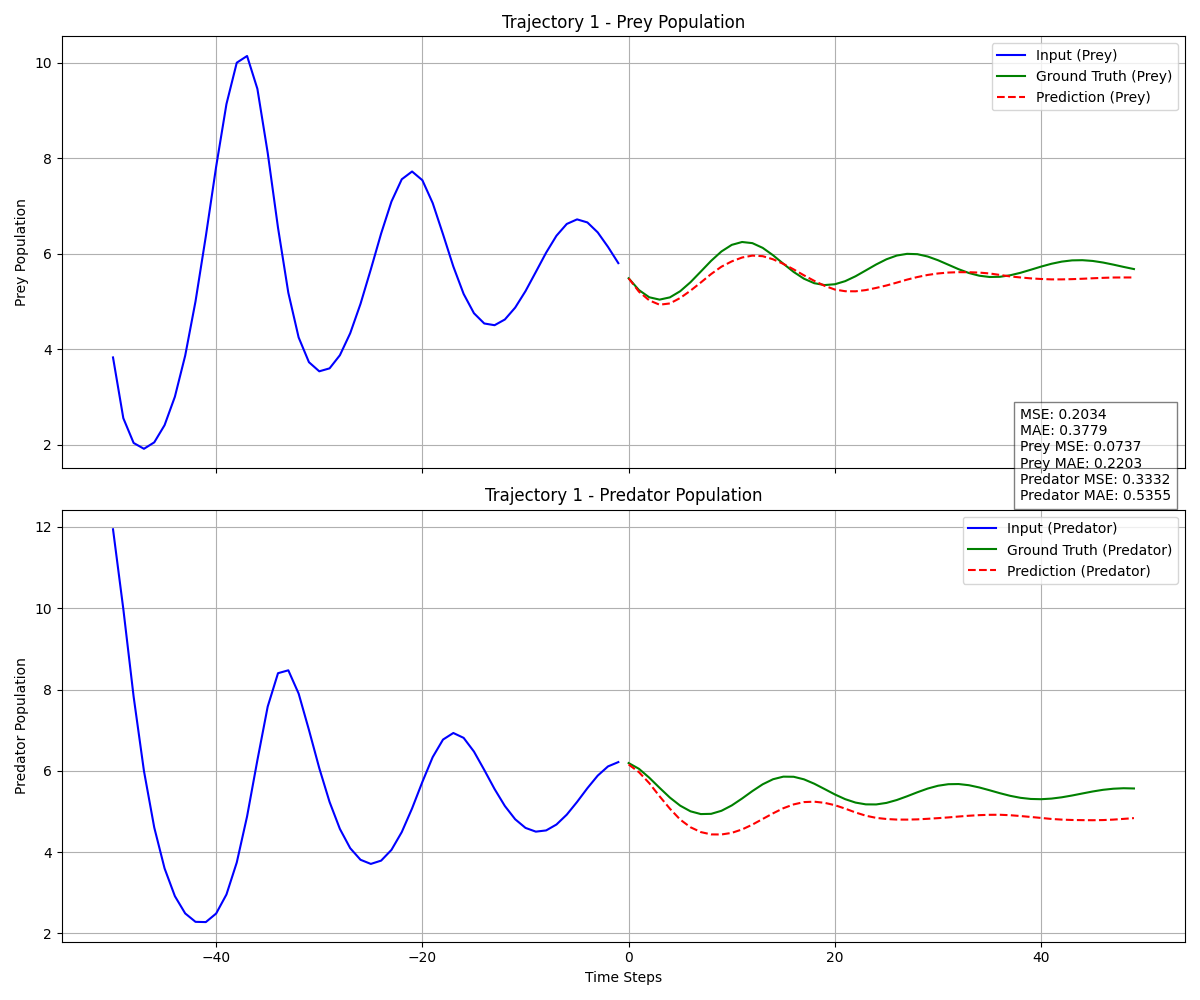 Trajectory 1 - Prey Population
Prey Population
10
8
6
4
2
Input (Prey)
Ground Truth (Prey)
Prediction (Prey)
MSE: 0.2034
MAE: 0.3779
Prey MSE: 0.0737
Prey MAE: 0.2203
Predator MSE: 0.3332
Predator MAE: 0.5355
Trajectory 1 - Predator Population
Predator Population
12
10
8
6
4
2
Input (Predator)
Ground Truth (Predator)
Prediction (Predator)
−40 −20 0 20 40
Time Steps